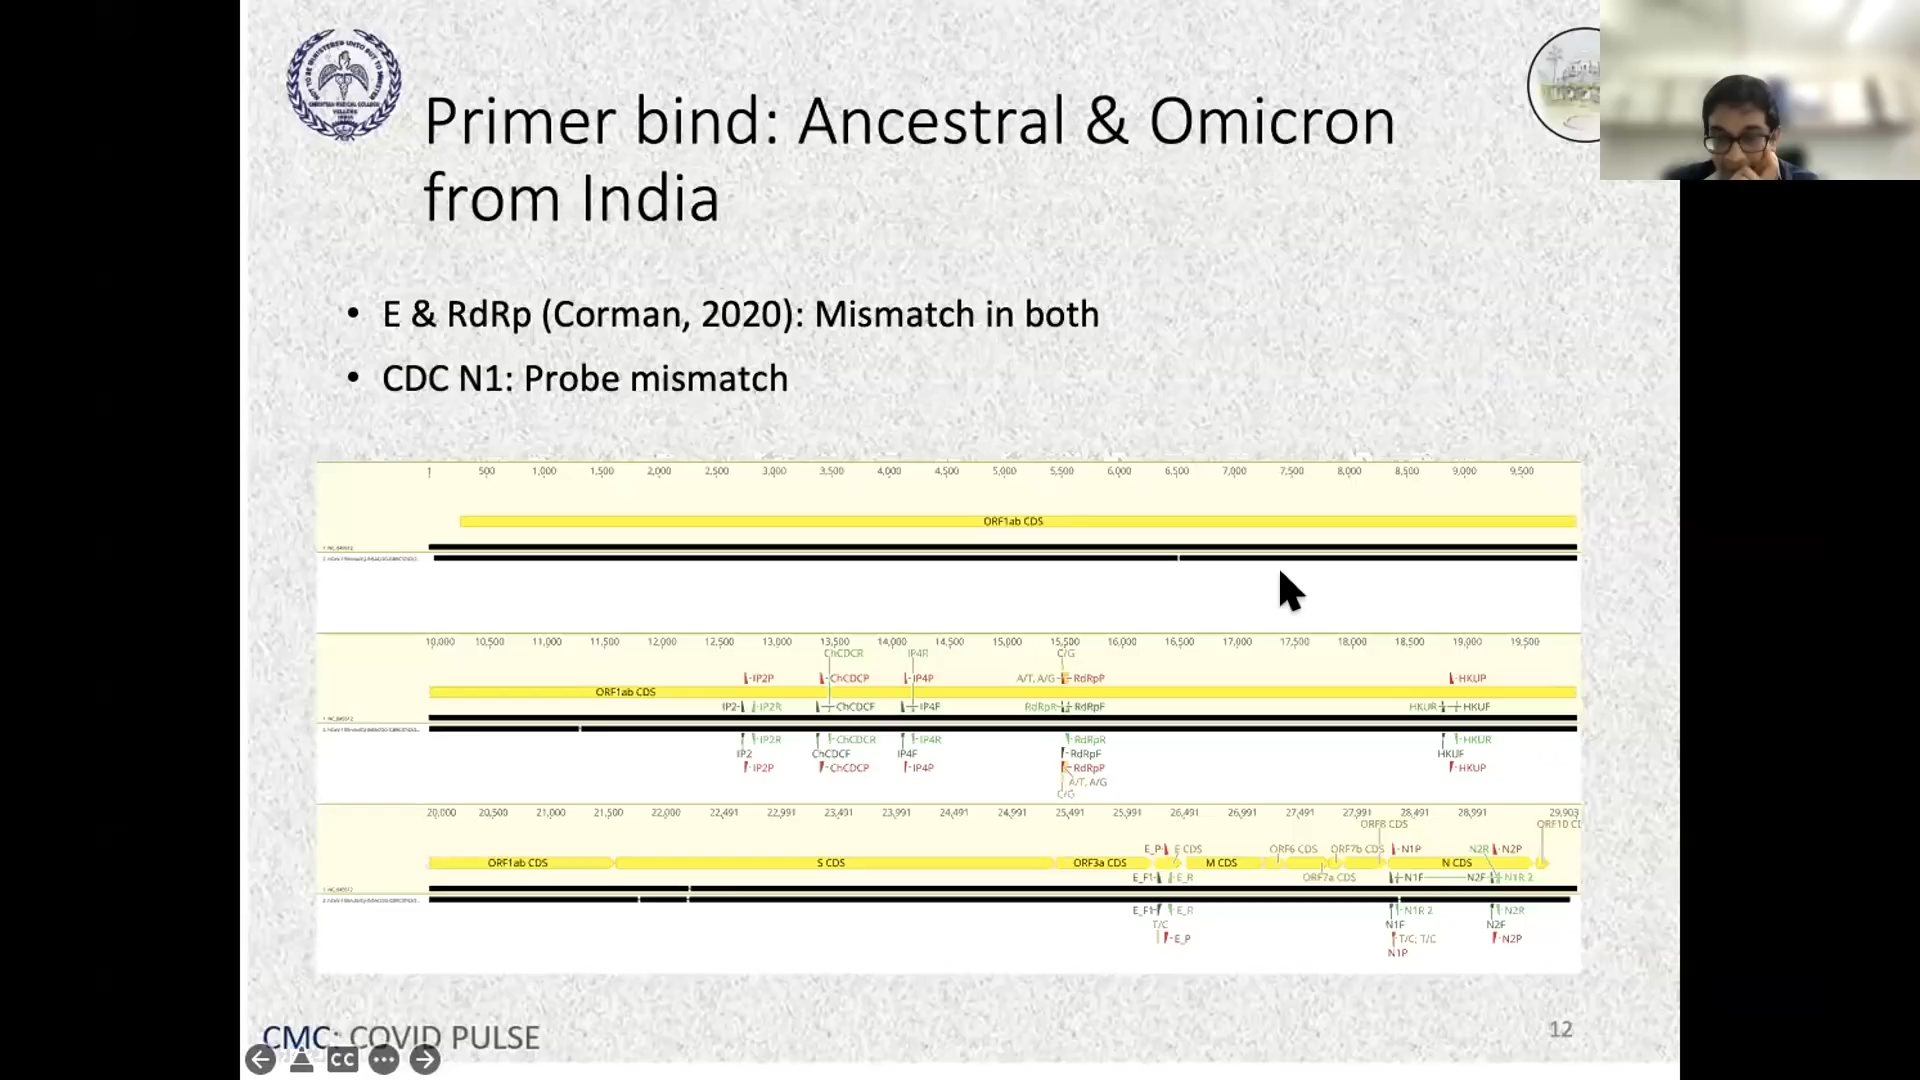 Primer bind: Ancestral & Omicron
from India
• E & RdRp (Corman, 2020): Mismatch in both
• CDC N1: Probe mismatch
1 500 1,000 1,500 2,000 2,500 3,000 3,500 4,000 4,500 5,000 5,500 6,000 6,500 7,000 7,500 8,000 8,500 9,000 9,500
ORF1ab CDS
10,000 10,500 11,000 11,500 12,000 12,500 13,000 13,500 14,000 14,500 15,000 15,500 16,000 16,500 17,000 17,500 18,000 18,500 19,000 19,500
ChCDCR IP4R C/G
IP2P ChCDCP IP4P A/T, A/G RdRpP HKUP
ORF1ab CDS
IP2 IP2R ChCDCF IP4F RdRpR RdRpF HKUR HKUF
IP2R ChCDCR IP4R RdRpR HKUR
IP2 ChCDCF IP4F RdRpF HKUF
IP2P ChCDCP IP4P RdRpP HKUP
A/T, A/G
C/G
20,000 20,500 21,000 21,500 22,000 22,491 22,991 23,491 23,991 24,491 24,991 25,491 25,991 26,491 26,991 27,491 27,991 28,491 28,991 29,903
ORF8 CDS
E_P E CDS ORF6 CDS ORF7b CDS N1P N2R N2P
ORF1ab CDS S CDS ORF3a CDS M CDS N CDS
E_F1 E_R ORF7a CDS N1F N2F N1R 2
E_F1 E_R N1R 2 N2R
T/C N1F N2F
E_P T/C; T/C N2P
N1P
CMC: COVID PULSE 12
CC